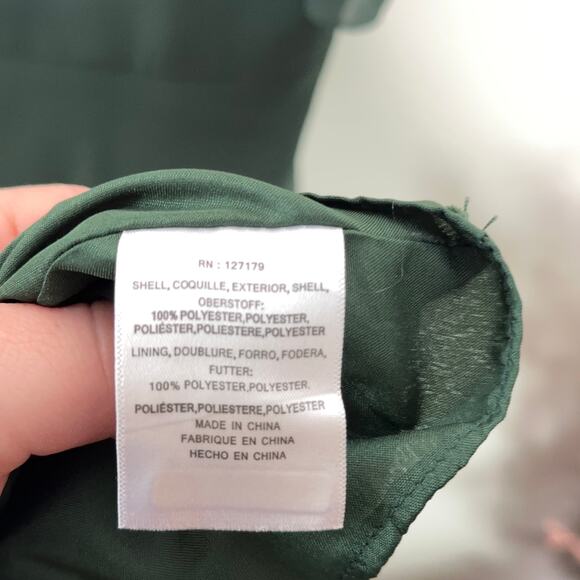 RN : 127179
SHELL, COQUILLE, EXTERIOR, SHELL,
OBERSTOFF:
100% POLYESTER,POLYESTER,
POLIÉSTER,POLIESTERE,POLYESTER
LINING, DOUBLURE, FORRO, FODERA,
FUTTER:
100% POLYESTER,POLYESTER.
POLIÉSTER,POLIESTERE,POLYESTER
MADE IN CHINA
FABRIQUE EN CHINA
HECHO EN CHINA